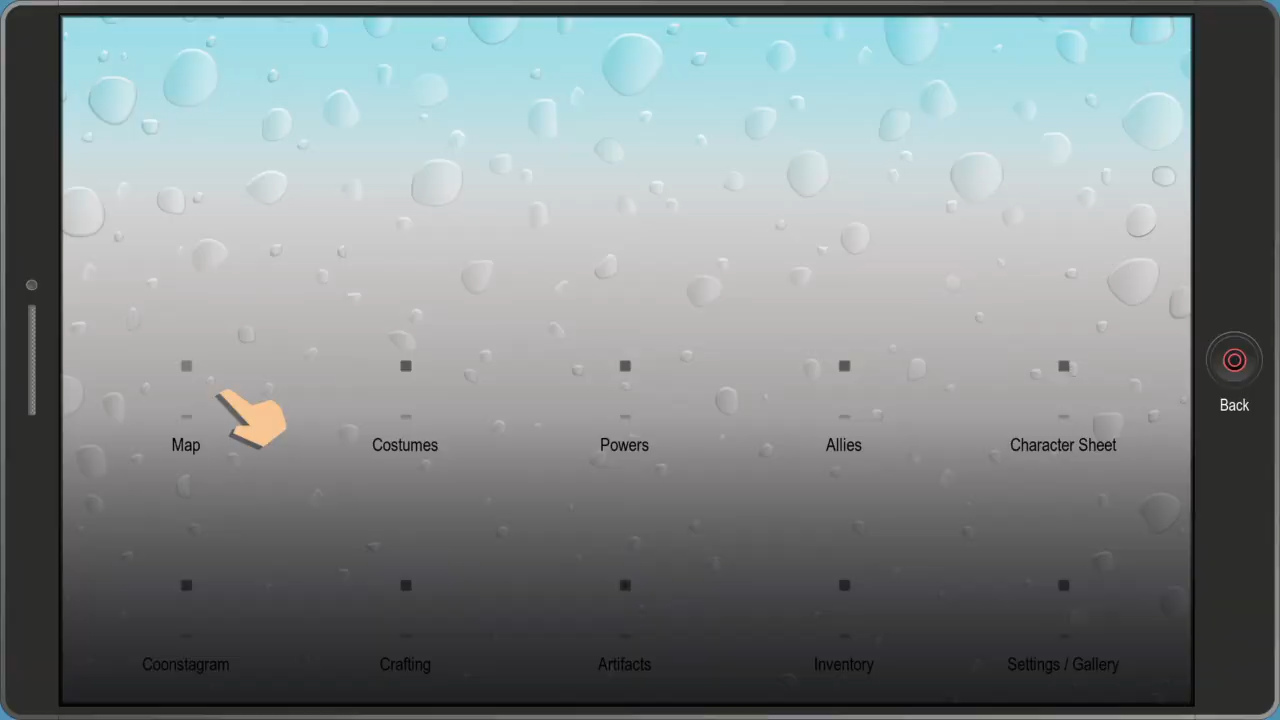 Map
Costumes
Powers
Allies
Character Sheet
Back
Coonstagram
Crafting
Artifacts
Inventory
Settings / Gallery